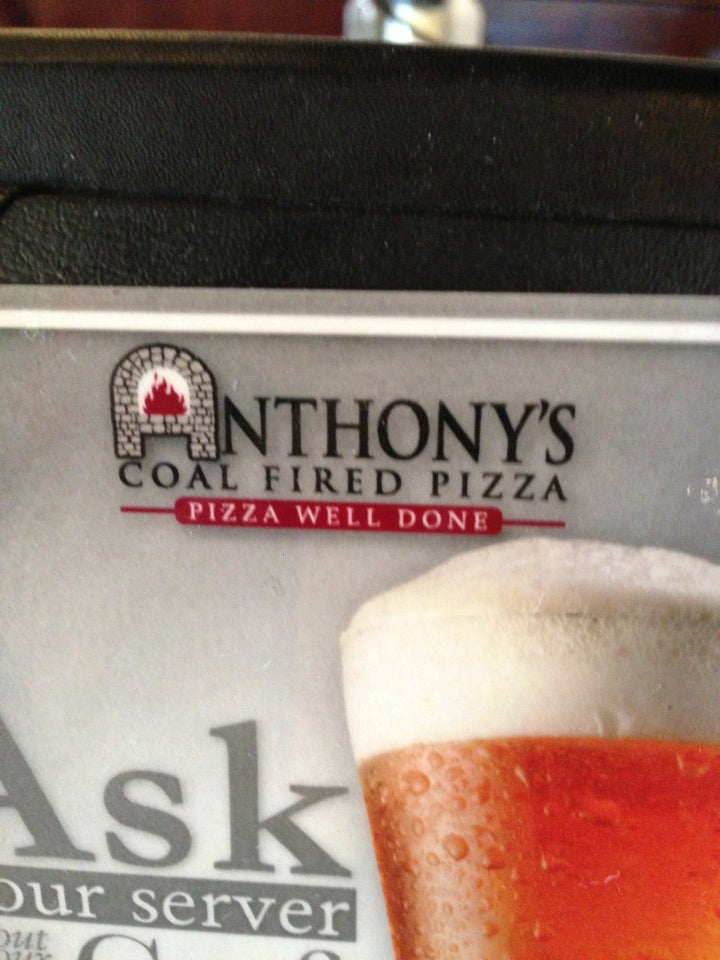 ANTHONY'S
COAL FIRED PIZZA
PIZZA WELL DONE
Ask
our server